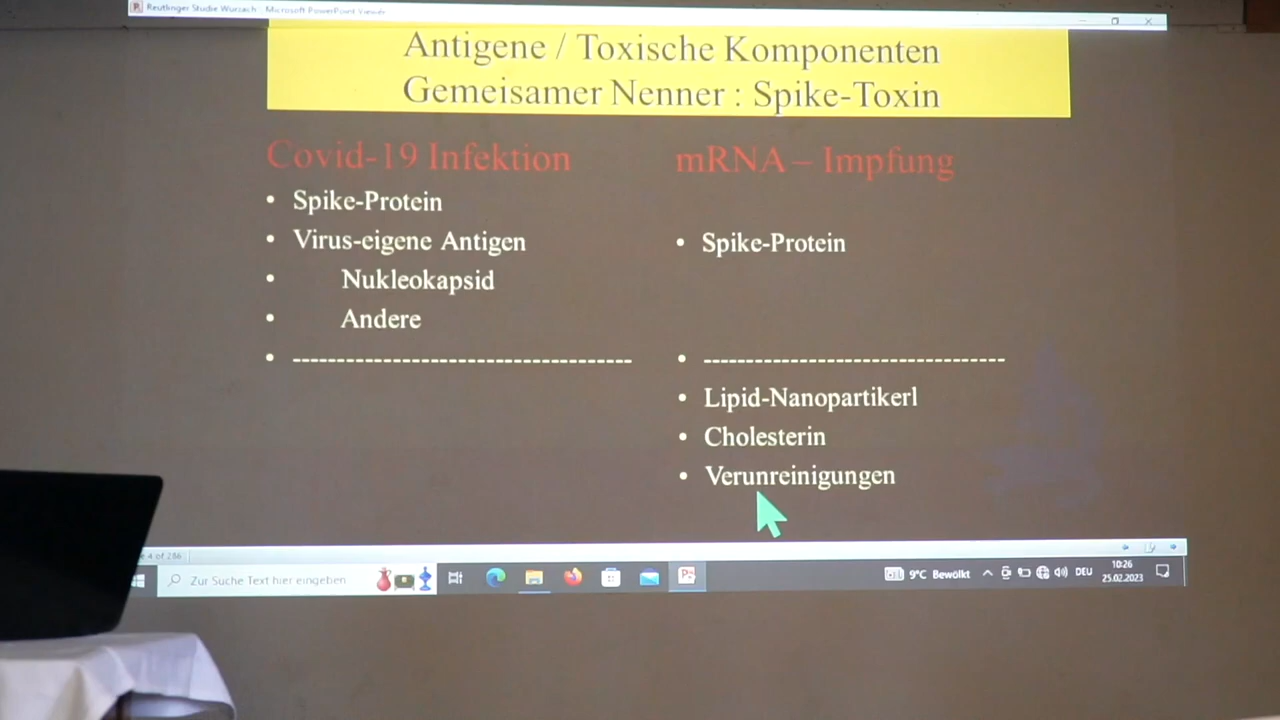 Reutlinger Studie Wurzach - Microsoft PowerPoint Viewer
Antigene / Toxische Komponenten
Gemeisamer Nenner : Spike-Toxin
Covid-19 Infektion
• Spike-Protein
• Virus-eigene Antigen
• Nukleokapsid
• Andere
• ---------------------------------------
mRNA – Impfung
• Spike-Protein
• -----------------------------------
• Lipid-Nanopartikerl
• Cholesterin
• Verunreinigungen
4 of 286
Zur Suche Text hier eingeben
9°C Bewölkt
DEU
10:26
25.02.2023